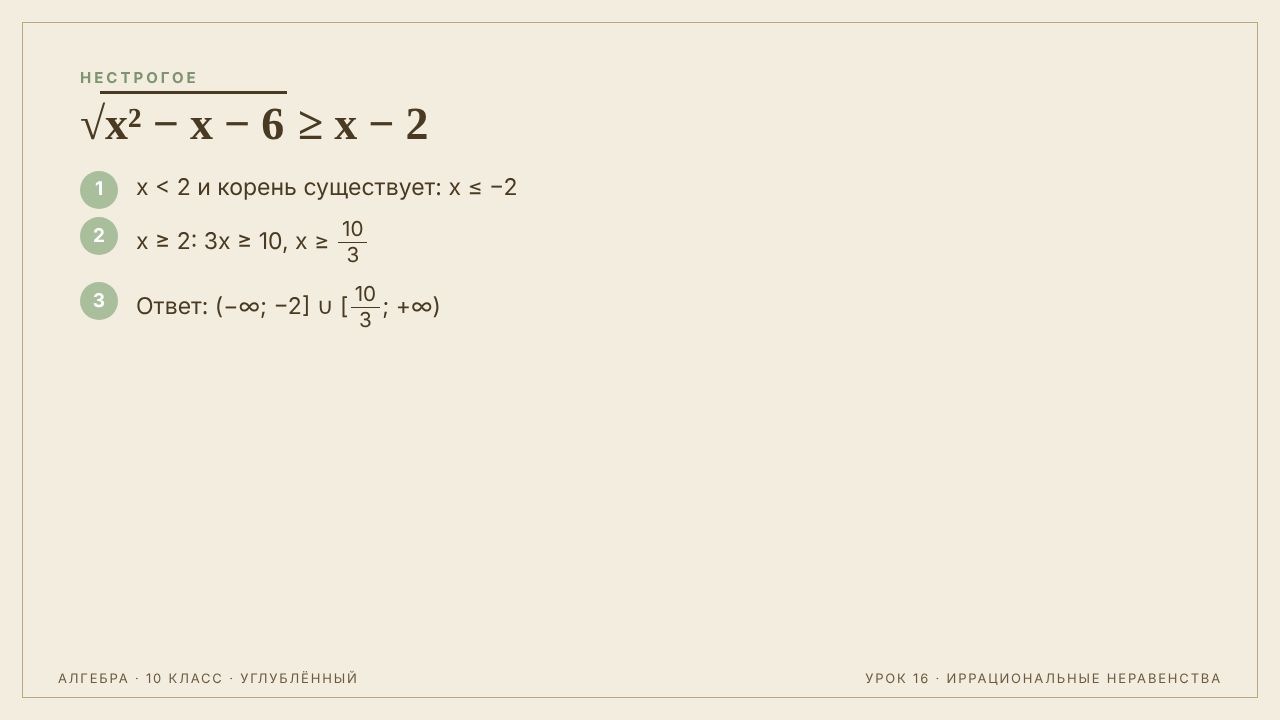 НЕСТРОГОЕ
√x² − x − 6 ≥ x − 2
1 x < 2 и корень существует: x ≤ −2
2 x ≥ 2: 3x ≥ 10, x ≥ 10/3
3 Ответ: (−∞; −2] ∪ [10/3; +∞)
АЛГЕБРА · 10 КЛАСС · УГЛУБЛЁННЫЙ
УРОК 16 · ИРРАЦИОНАЛЬНЫЕ НЕРАВЕНСТВА